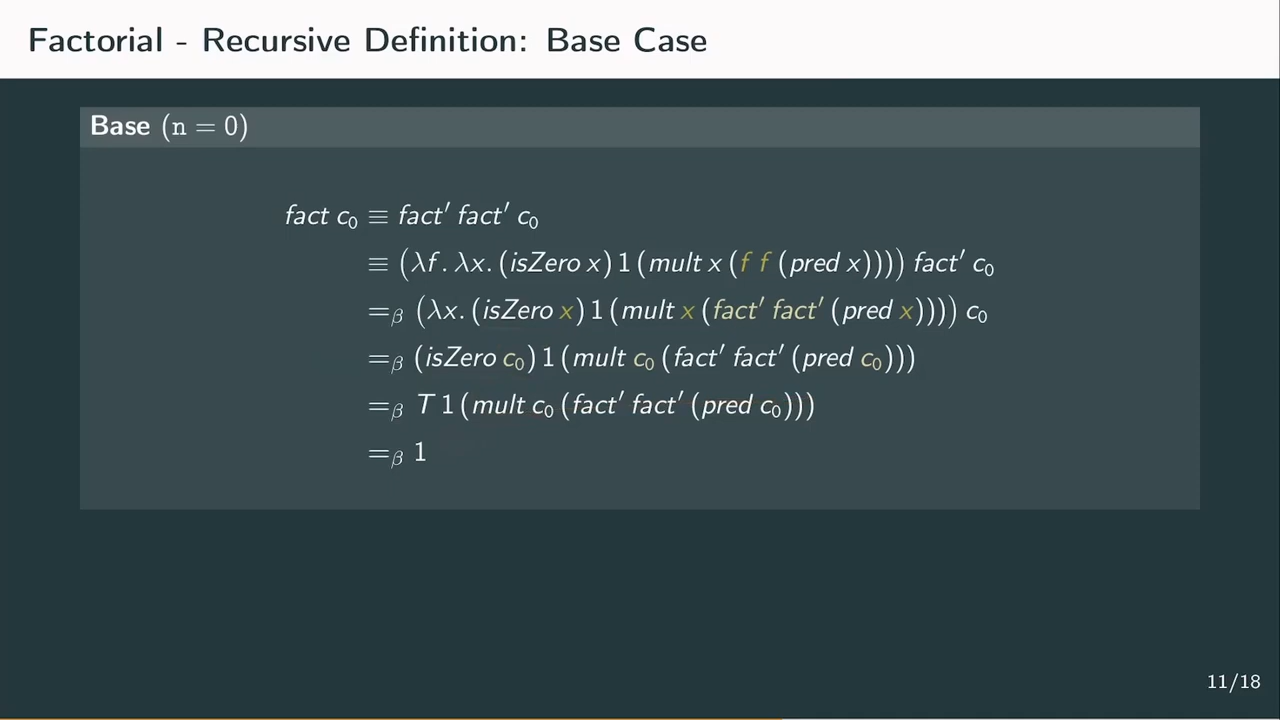 Factorial - Recursive Definition: Base Case
Base (n = 0)
fact c₀ ≡ fact′ fact′ c₀
≡ (λf . λx. (isZero x) 1 (mult x (f f (pred x)))) fact′ c₀
=β (λx. (isZero x) 1 (mult x (fact′ fact′ (pred x)))) c₀
=β (isZero c₀) 1 (mult c₀ (fact′ fact′ (pred c₀)))
=β T 1 (mult c₀ (fact′ fact′ (pred c₀)))
=β 1
11/18